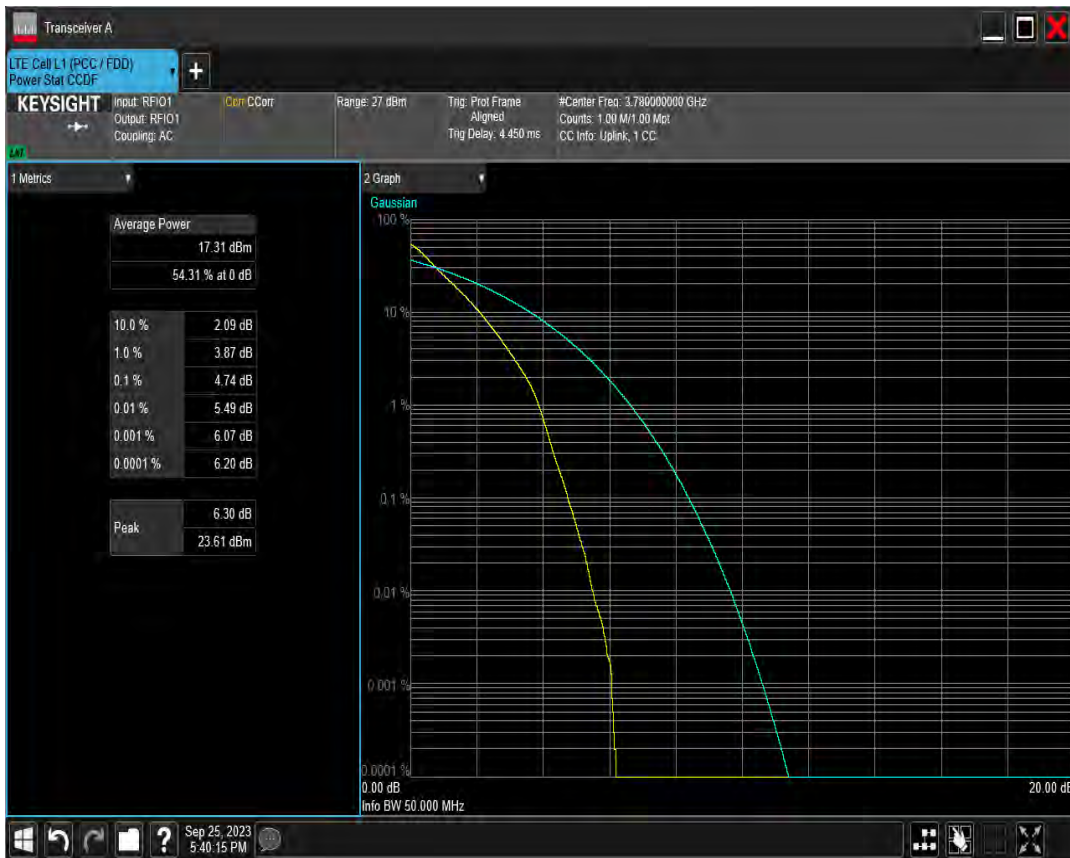 Transceiver A
LTE Cell L1 (PCC / FDD)
Power Stat CCDF
+
KEYSIGHT
Input: RFIO1
Output: RFIO1
Coupling: AC
Corr CCorr
Range: 27 dBm
Trig: Prot Frame
Aligned
Trig Delay: 4.450 ms
#Center Freq: 3.780000000 GHz
Counts: 1.00 M/1.00 Mpt
CC Info: Uplink, 1 CC
1 Metrics
Average Power
17.31 dBm
54.31 % at 0 dB
10.0 % 2.09 dB
1.0 % 3.87 dB
0.1 % 4.74 dB
0.01 % 5.49 dB
0.001 % 6.07 dB
0.0001 % 6.20 dB
Peak
6.30 dB
23.61 dBm
2 Graph
Gaussian
100 %
10 %
1 %
0.1 %
0.01 %
0.001 %
0.0001 %
0.00 dB
20.00 dB
Info BW 50.000 MHz
?
Sep 25, 2023
5:40:15 PM